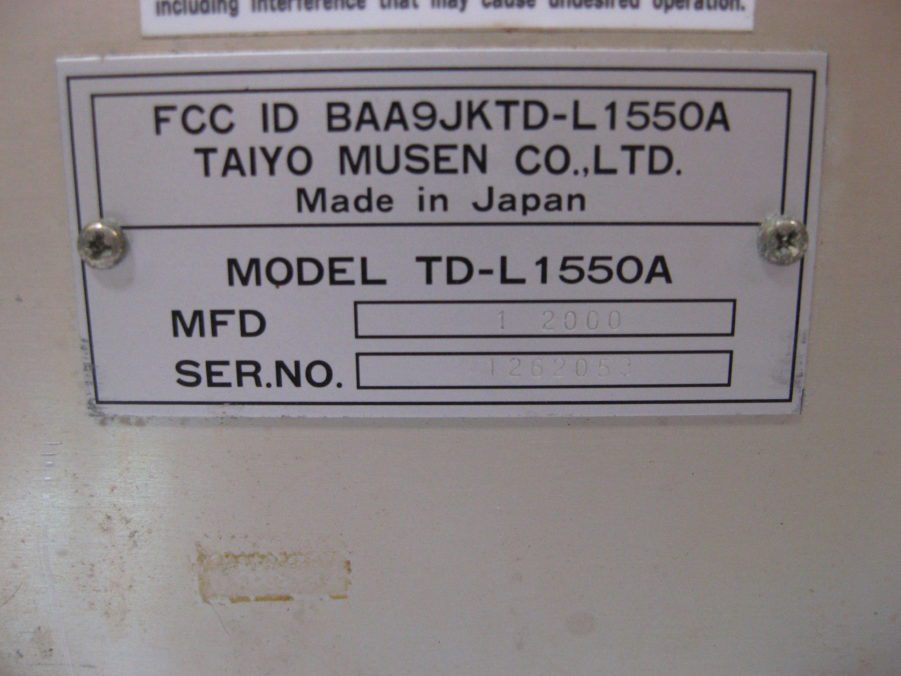 including interference that may cause undesired operation.
FCC ID BAA9JKTD-L1550A
TAIYO MUSEN CO.,LTD.
Made in Japan
MODEL TD-L1550A
MFD 1 2000
SER.NO.